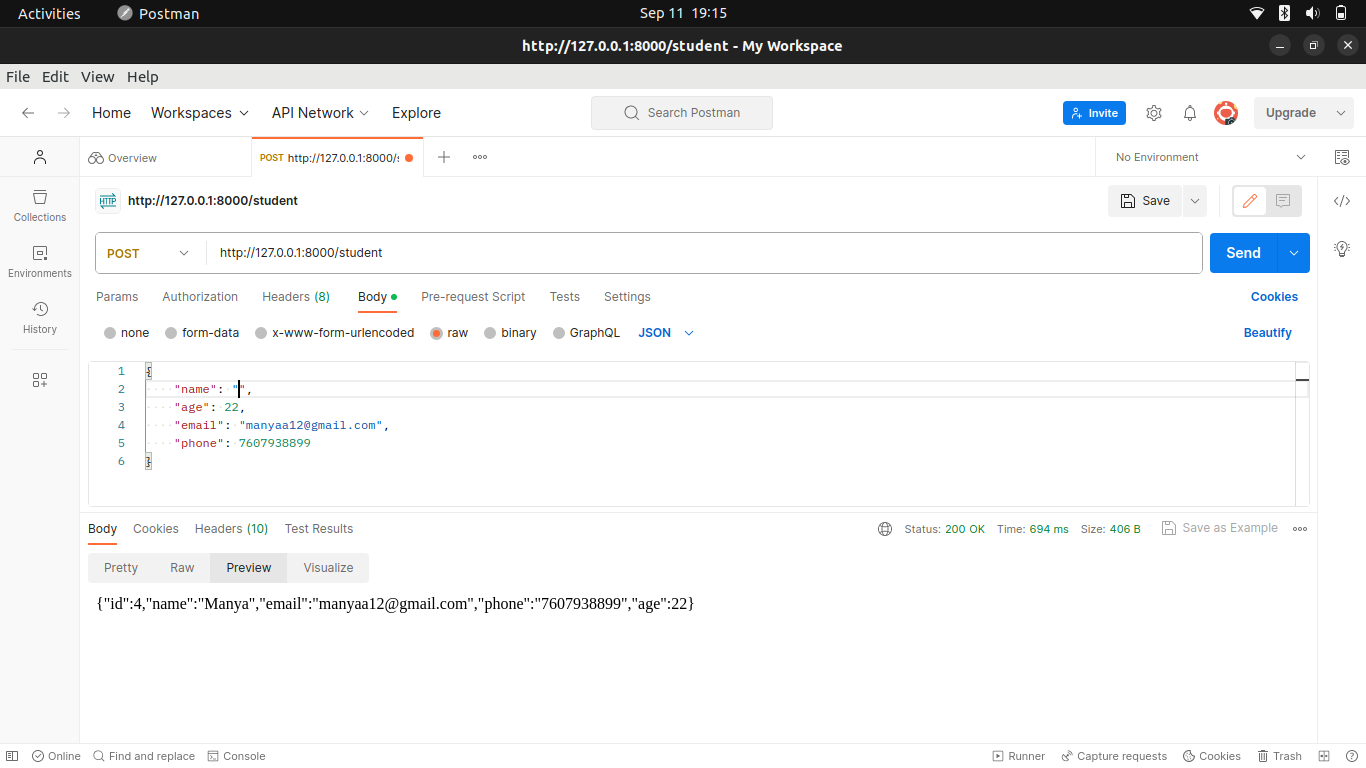 Activities Postman Sep 11 19:15
http://127.0.0.1:8000/student - My Workspace
File Edit View Help
Home Workspaces API Network Explore Search Postman Invite Upgrade
Overview POST http://127.0.0.1:8000/s No Environment
HTTP http://127.0.0.1:8000/student Save
Collections
POST http://127.0.0.1:8000/student Send
Environments
Params Authorization Headers (8) Body Pre-request Script Tests Settings Cookies
History
none form-data x-www-form-urlencoded raw binary GraphQL JSON Beautify
1 {
2 "name": "",
3 "age": 22,
4 "email": "manyaa12@gmail.com",
5 "phone": 7607938899
6 }
Body Cookies Headers (10) Test Results Status: 200 OK Time: 694 ms Size: 406 B Save as Example
Pretty Raw Preview Visualize
{"id":4,"name":"Manya","email":"manyaa12@gmail.com","phone":"7607938899","age":22}
Online Find and replace Console Runner Capture requests Cookies Trash